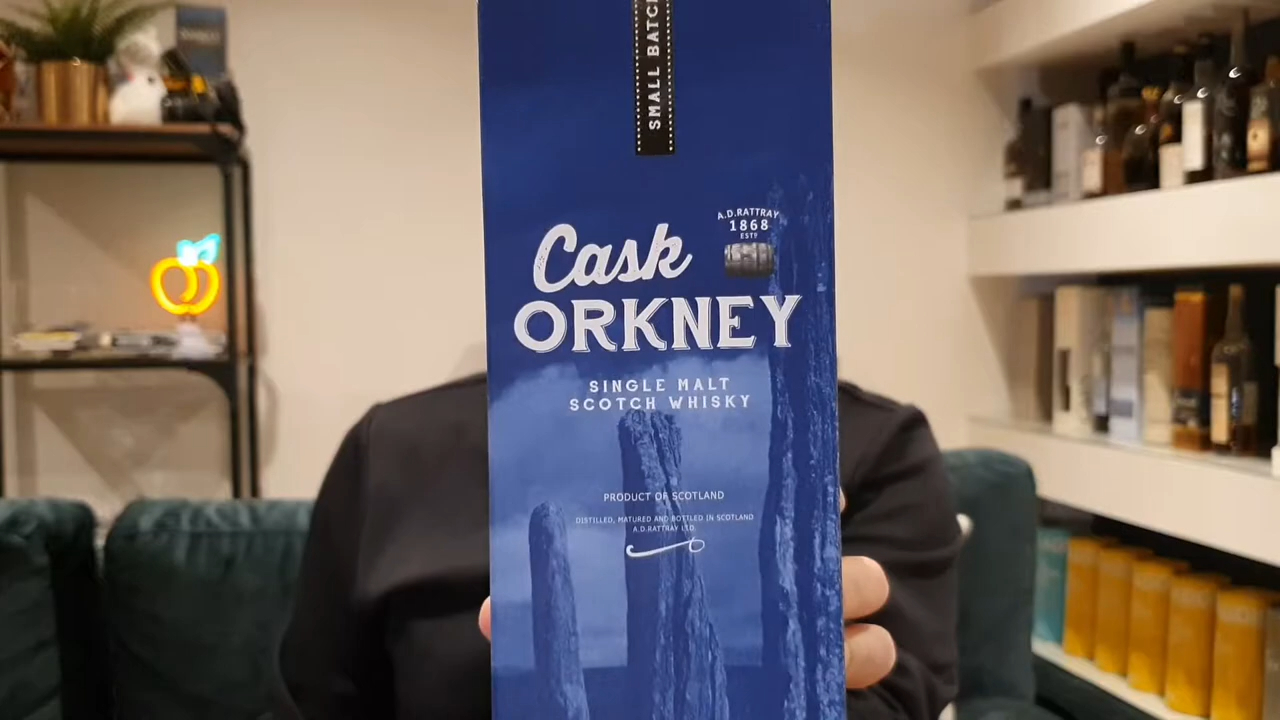 SMALL BATCH
A.D.RATTRAY
1868
ESTD
Cask
ORKNEY
SINGLE MALT
SCOTCH WHISKY
PRODUCT OF SCOTLAND
DISTILLED, MATURED AND BOTTLED IN SCOTLAND
A.D.RATTRAY LTD.